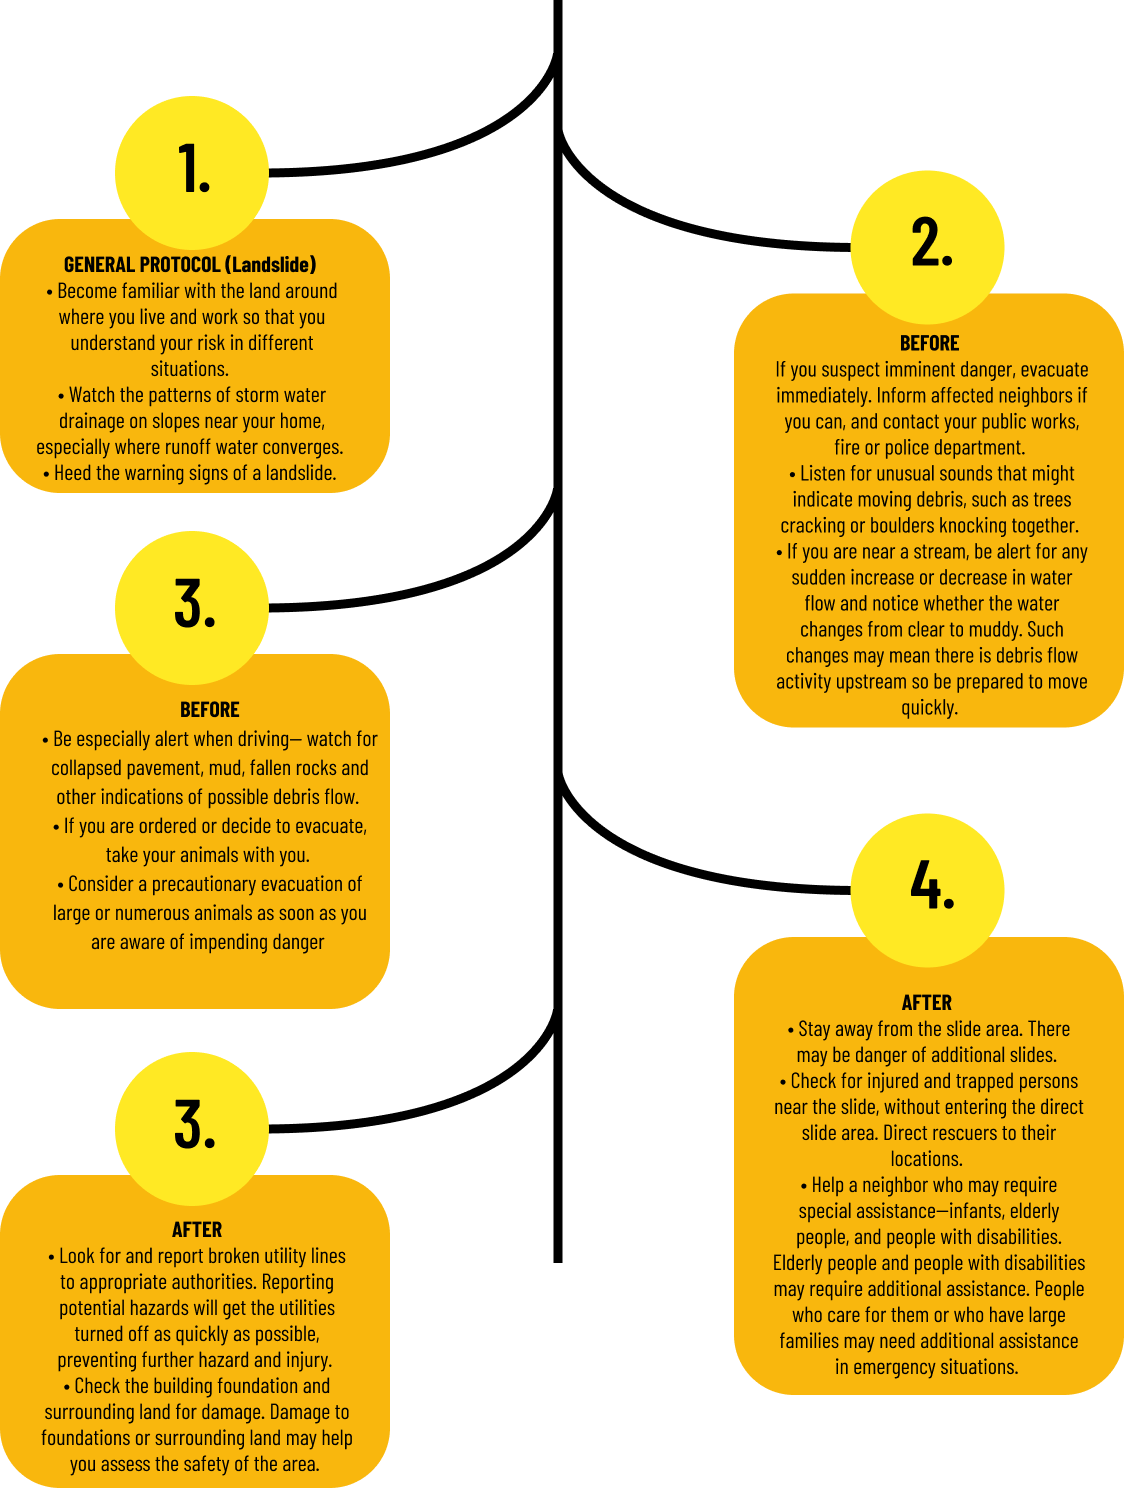 1.
GENERAL PROTOCOL (Landslide)
• Become familiar with the land around
where you live and work so that you
understand your risk in different
situations.
• Watch the patterns of storm water
drainage on slopes near your home,
especially where runoff water converges.
• Heed the warning signs of a landslide.
2.
BEFORE
If you suspect imminent danger, evacuate
immediately. Inform affected neighbors if
you can, and contact your public works,
fire or police department.
• Listen for unusual sounds that might
indicate moving debris, such as trees
cracking or boulders knocking together.
• If you are near a stream, be alert for any
sudden increase or decrease in water
flow and notice whether the water
changes from clear to muddy. Such
changes may mean there is debris flow
activity upstream so be prepared to move
quickly.
3.
BEFORE
• Be especially alert when driving— watch for
collapsed pavement, mud, fallen rocks and
other indications of possible debris flow.
• If you are ordered or decide to evacuate,
take your animals with you.
• Consider a precautionary evacuation of
large or numerous animals as soon as you
are aware of impending danger
4.
AFTER
• Stay away from the slide area. There
may be danger of additional slides.
• Check for injured and trapped persons
near the slide, without entering the direct
slide area. Direct rescuers to their
locations.
• Help a neighbor who may require
special assistance—infants, elderly
people, and people with disabilities.
Elderly people and people with disabilities
may require additional assistance. People
who care for them or who have large
families may need additional assistance
in emergency situations.
3.
AFTER
• Look for and report broken utility lines
to appropriate authorities. Reporting
potential hazards will get the utilities
turned off as quickly as possible,
preventing further hazard and injury.
• Check the building foundation and
surrounding land for damage. Damage to
foundations or surrounding land may help
you assess the safety of the area.